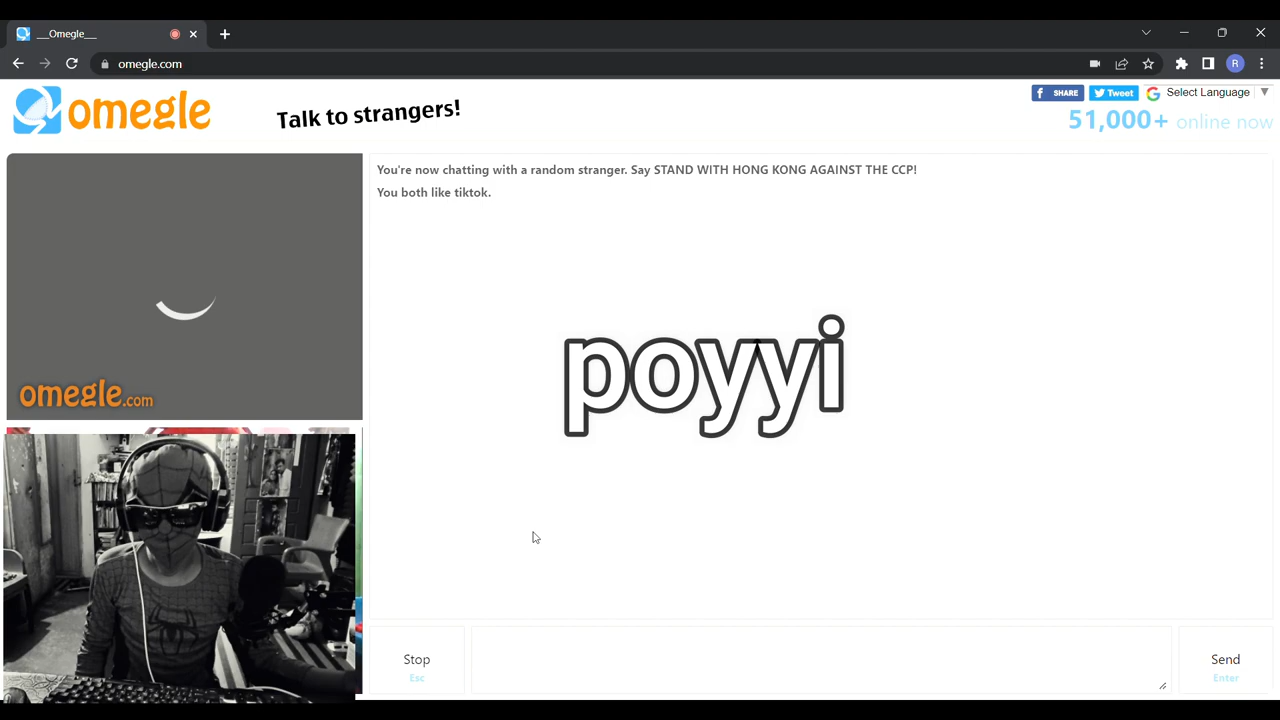 __Omegle__
omegle.com
omegle
Talk to strangers!
SHARE
Tweet
Select Language
51,000+ online now
You're now chatting with a random stranger. Say STAND WITH HONG KONG AGAINST THE CCP!
You both like tiktok.
poyyi
omegle.com
Stop
Esc
Send
Enter
R